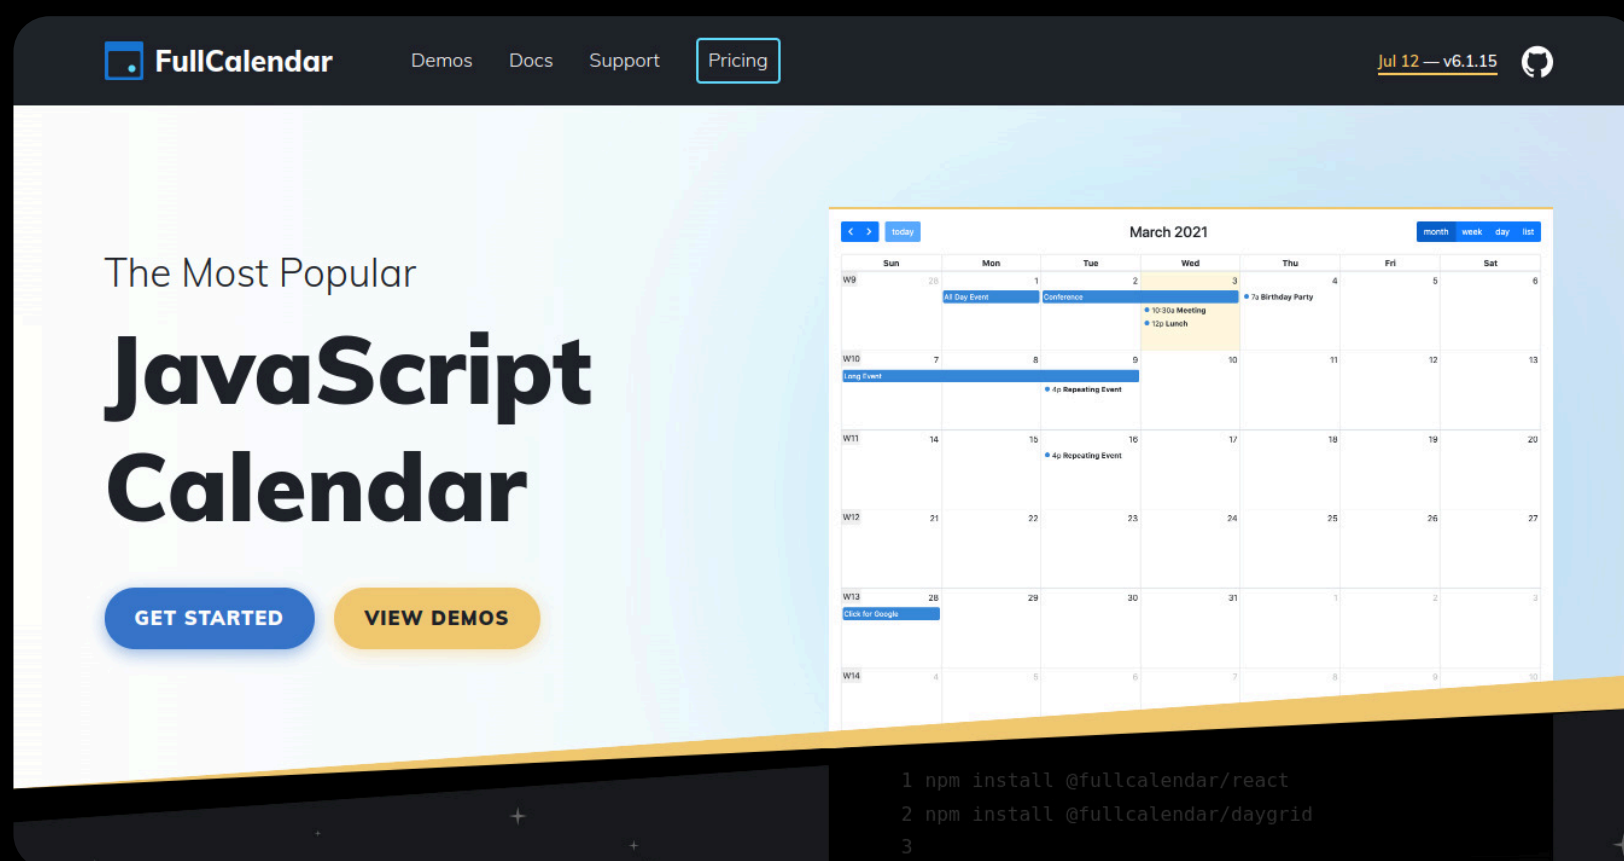 FullCalendar Demos Docs Support Pricing Jul 12 — v6.1.15
The Most Popular
JavaScript
Calendar
GET STARTED VIEW DEMOS
today March 2021 month week day list
Sun Mon Tue Wed Thu Fri Sat
W9 28 1 2 3 4 5 6
All Day Event Conference 7a Birthday Party
10:30a Meeting
12p Lunch
W10 7 8 9 10 11 12 13
Long Event
4p Repeating Event
W11 14 15 16 17 18 19 20
4p Repeating Event
W12 21 22 23 24 25 26 27
W13 28 29 30 31 1 2 3
Click for Google
W14 4 5 6 7 8 9 10
1 npm install @fullcalendar/react
2 npm install @fullcalendar/daygrid
3